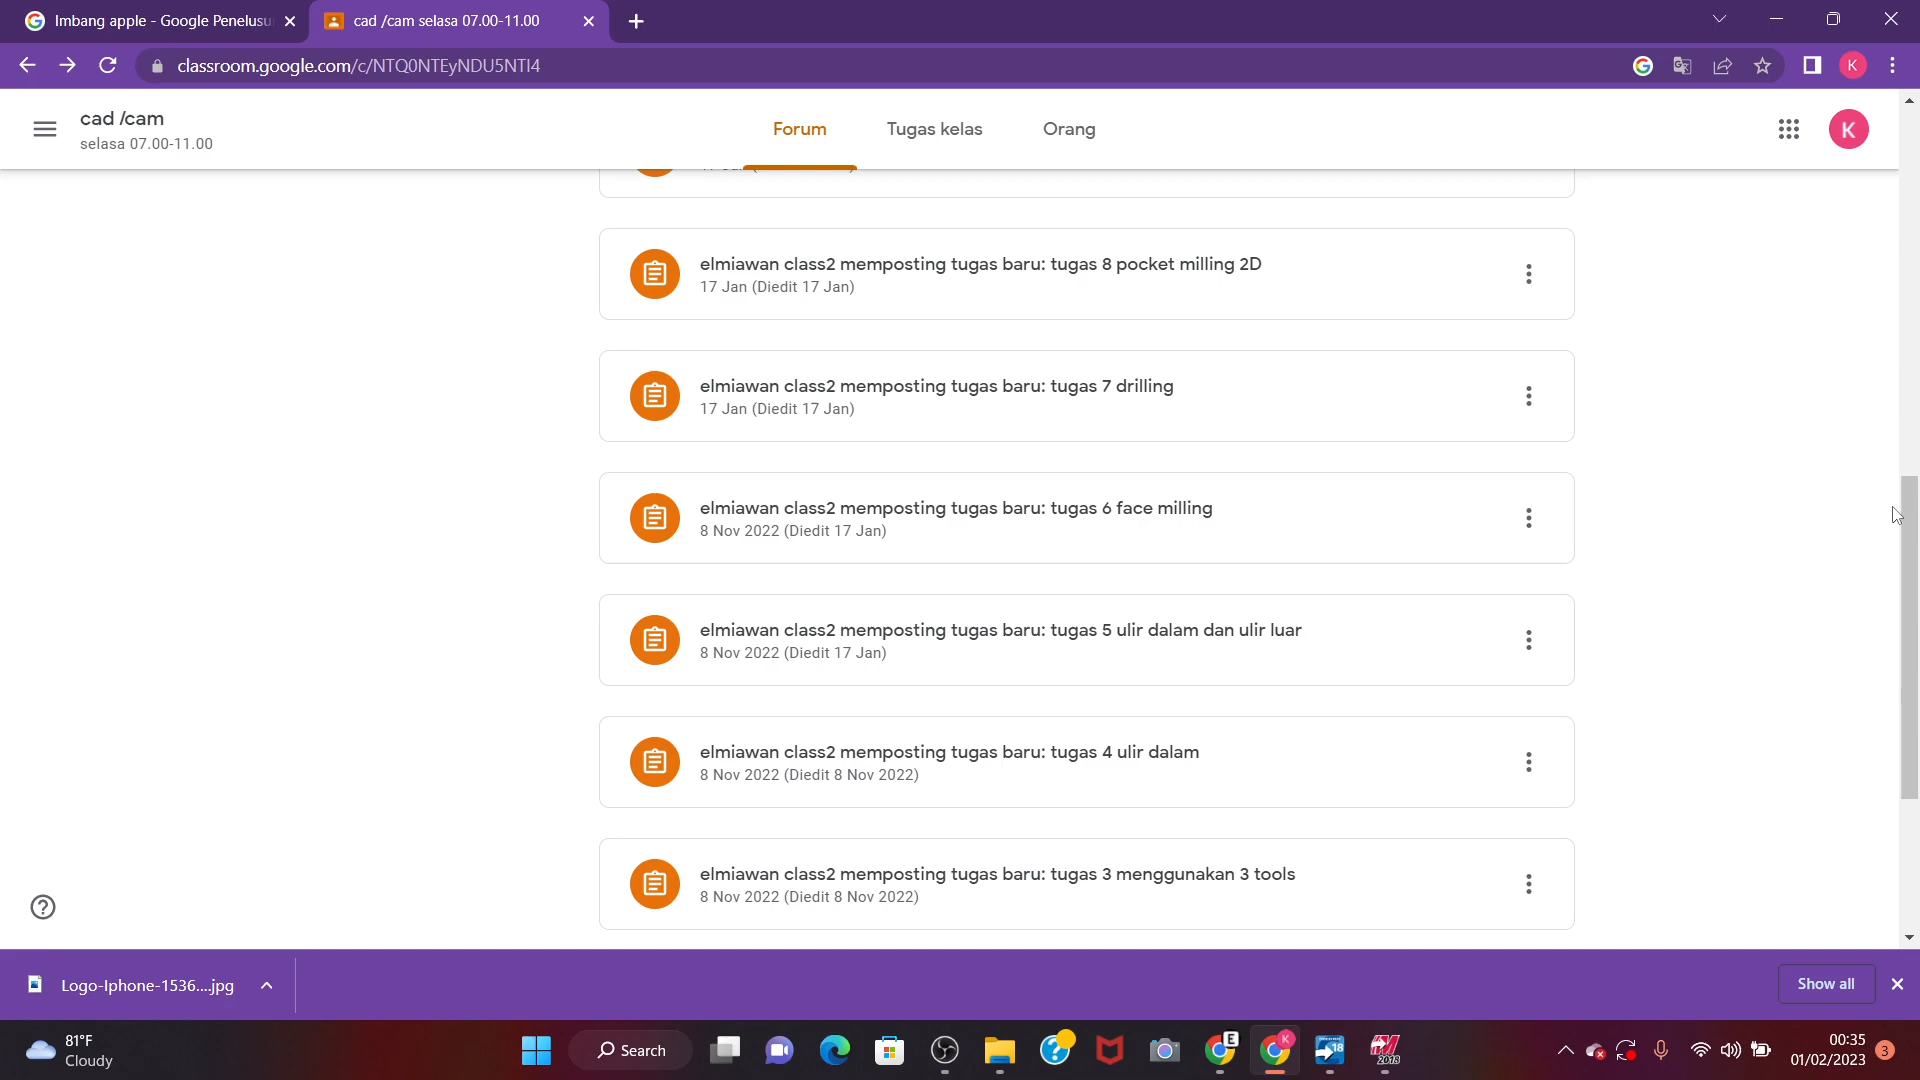 Imbang apple - Google Penelusu
cad /cam selasa 07.00-11.00
classroom.google.com/c/NTQ0NTEyNDU5NTI4
K
cad /cam
selasa 07.00-11.00
Forum
Tugas kelas
Orang
K
elmiawan class2 memposting tugas baru: tugas 8 pocket milling 2D
17 Jan (Diedit 17 Jan)
elmiawan class2 memposting tugas baru: tugas 7 drilling
17 Jan (Diedit 17 Jan)
elmiawan class2 memposting tugas baru: tugas 6 face milling
8 Nov 2022 (Diedit 17 Jan)
elmiawan class2 memposting tugas baru: tugas 5 ulir dalam dan ulir luar
8 Nov 2022 (Diedit 17 Jan)
elmiawan class2 memposting tugas baru: tugas 4 ulir dalam
8 Nov 2022 (Diedit 8 Nov 2022)
elmiawan class2 memposting tugas baru: tugas 3 menggunakan 3 tools
8 Nov 2022 (Diedit 8 Nov 2022)
Logo-Iphone-1536....jpg
Show all
81°F
Cloudy
Search
E
K
18
2018
00:35
01/02/2023
3